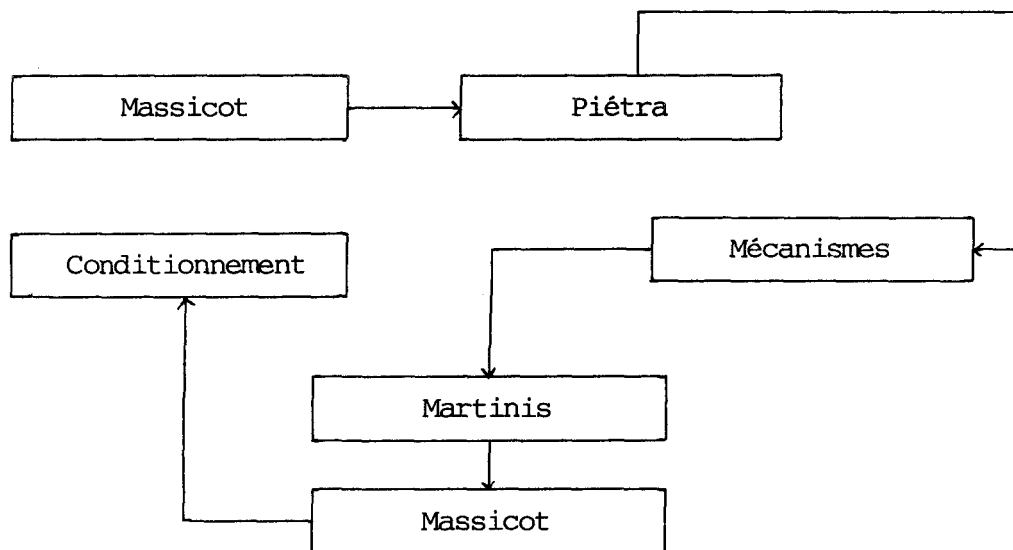 Massicot
Piétra
Conditionnement
Mécanismes
Martinis
Massicot